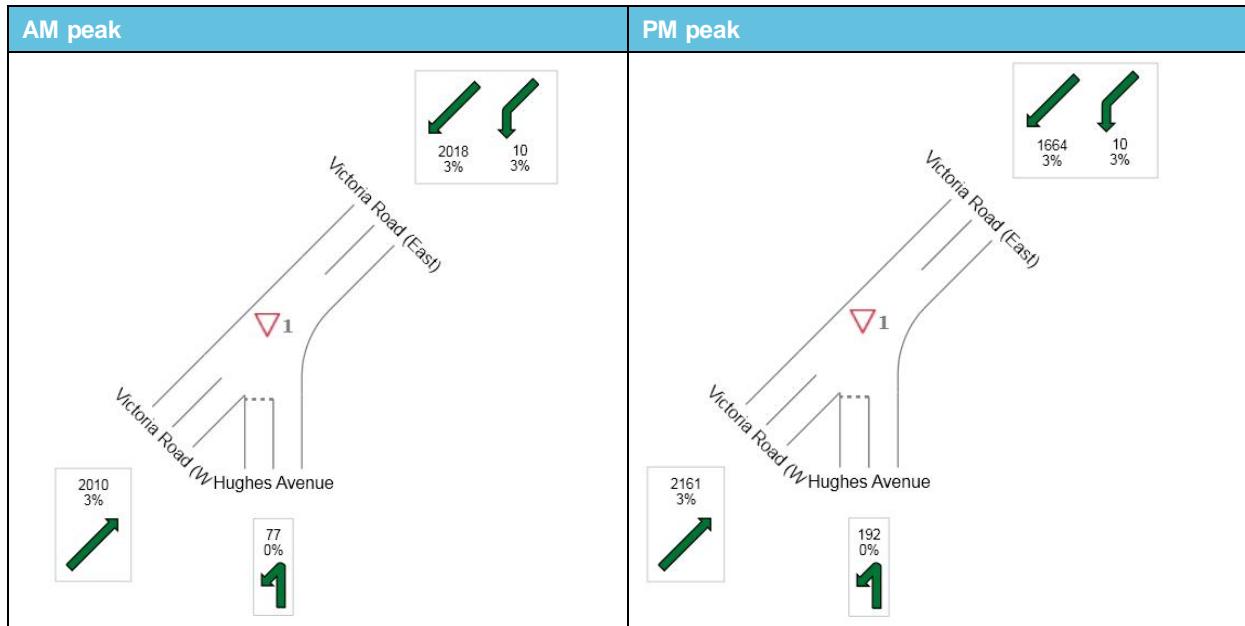 AM peak
PM peak
2018
3%
10
3%
Victoria Road (East)
1
Victoria Road (W
Hughes Avenue
2010
3%
77
0%
1664
3%
10
3%
Victoria Road (East)
1
Victoria Road (W
Hughes Avenue
2161
3%
192
0%